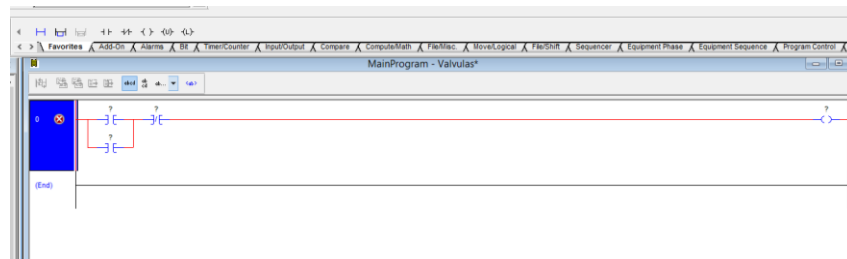 Favorites Add-On Alarms Bit Timer/Counter Input/Output Compare Compute/Math File/Misc. Move/Logical File/Shift Sequencer Equipment Phase Equipment Sequence Program Control
MainProgram - Valvulas*
? ? ?
0
?
(End)